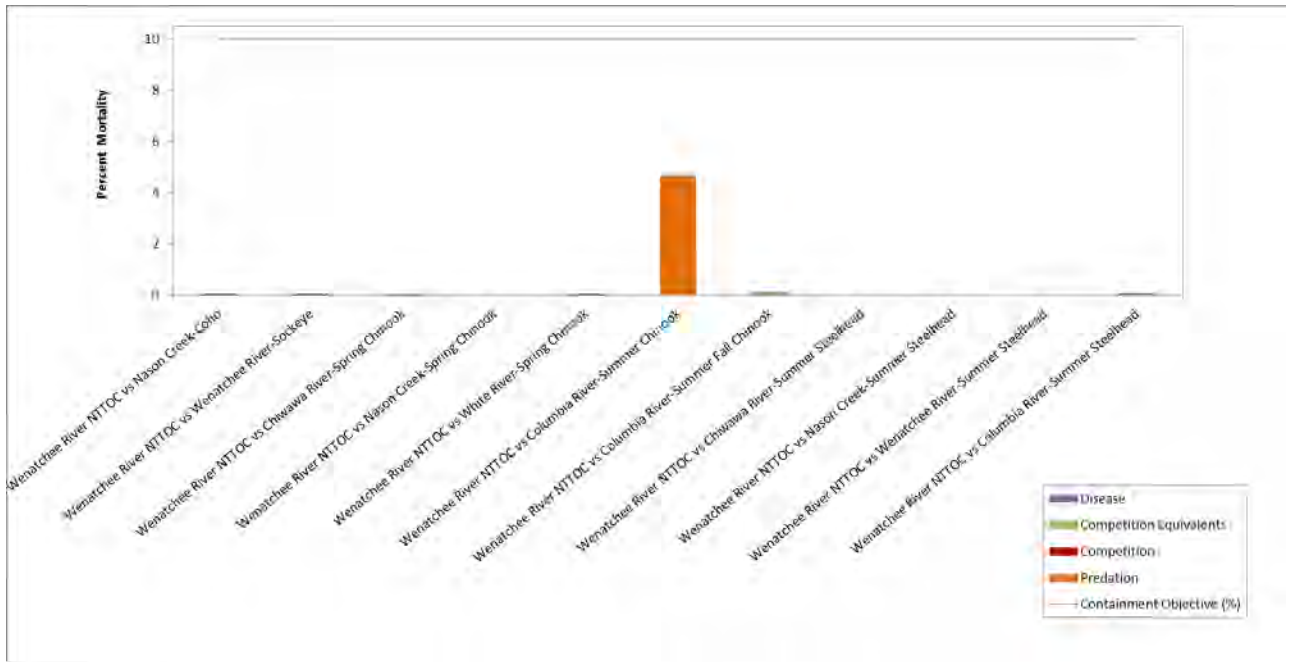 10
8
6
4
2
0
Percent Mortality
Wenatchee River NTTOC vs Nason Creek-Coho
Wenatchee River NTTOC vs Wenatchee River-Sockeye
Wenatchee River NTTOC vs Chiwawa River-Spring Chinook
Wenatchee River NTTOC vs Nason Creek-Spring Chinook
Wenatchee River NTTOC vs White River-Spring Chinook
Wenatchee River NTTOC vs Columbia River-Summer Chinook
Wenatchee River NTTOC vs Columbia River-Summer Fall Chinook
Wenatchee River NTTOC vs Chiwawa River-Summer Steelhead
Wenatchee River NTTOC vs Nason Creek-Summer Steelhead
Wenatchee River NTTOC vs Wenatchee River-Summer Steelhead
Wenatchee River NTTOC vs Columbia River-Summer Steelhead
Disease
Competition Equivalents
Competition
Predation
Containment Objective (%)